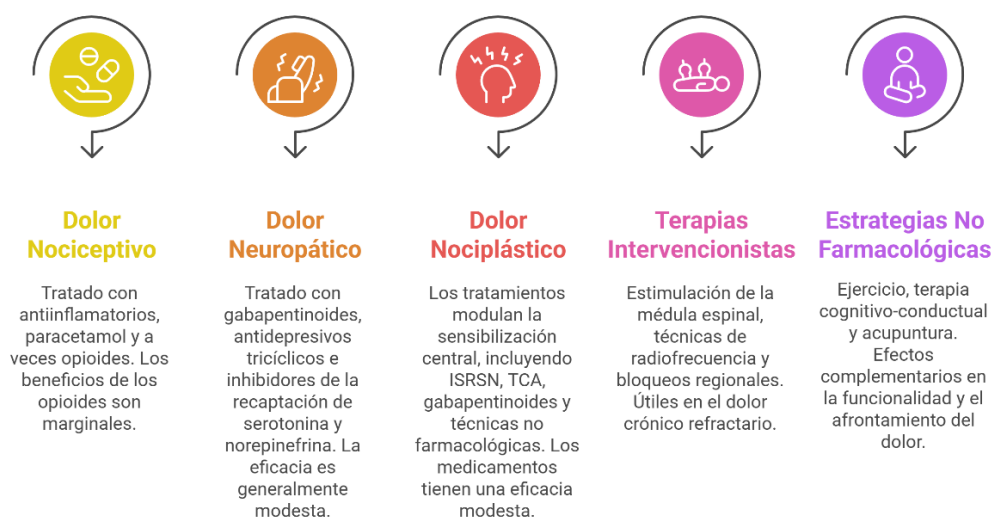 Dolor
Nociceptivo
Tratado con
antiinflamatorios,
paracetamol y a
veces opioides. Los
beneficios de los
opioides son
marginales.
Dolor
Neuropático
Tratado con
gabapentinoides,
antidepresivos
tricíclicos e
inhibidores de la
recaptación de
serotonina y
norepinefrina. La
eficacia es
generalmente
modesta.
Dolor
Nociplástico
Los tratamientos
modulan la
sensibilización
central, incluyendo
ISRSN, TCA,
gabapentinoides y
técnicas no
farmacológicas. Los
medicamentos
tienen una eficacia
modesta.
Terapias
Intervencionistas
Estimulación de la
médula espinal,
técnicas de
radiofrecuencia y
bloqueos regionales.
Útiles en el dolor
crónico refractario.
Estrategias No
Farmacológicas
Ejercicio, terapia
cognitivo-conductual
y acupuntura.
Efectos
complementarios en
la funcionalidad y el
afrontamiento del
dolor.